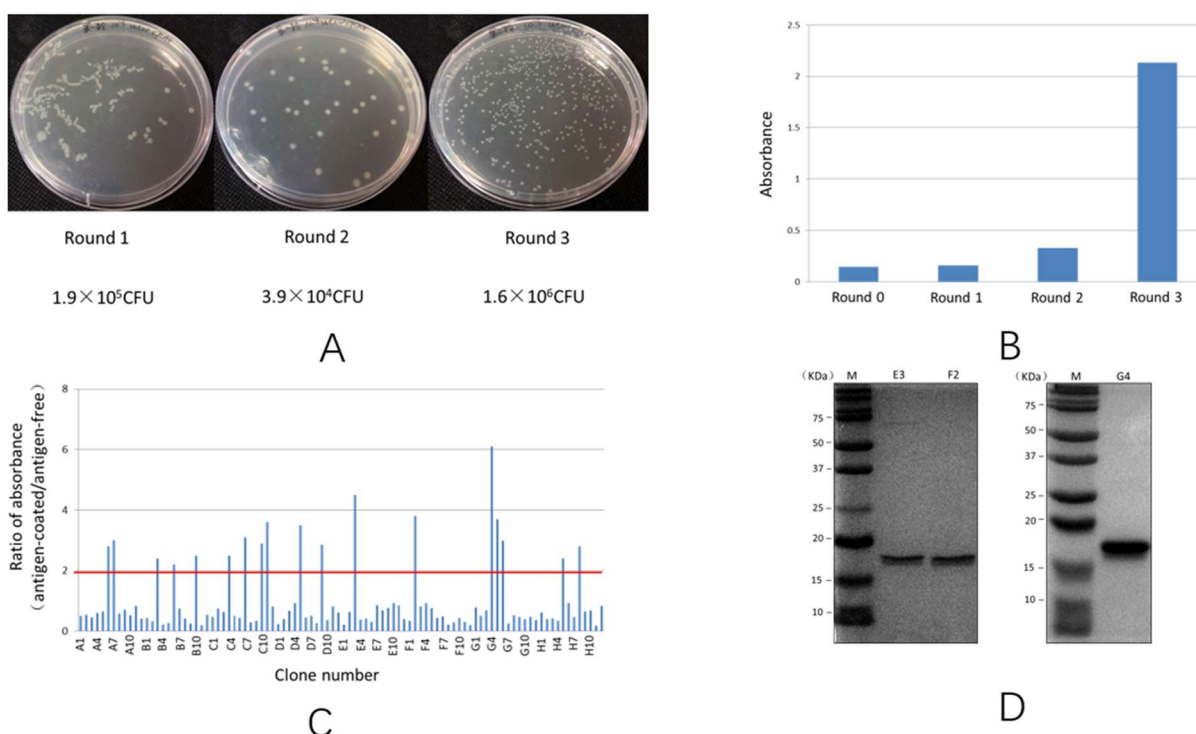 Round 1
Round 2
Round 3
1.9×10⁵CFU
3.9×10⁴CFU
1.6×10⁶CFU
A
2.5
2
1.5
1
0.5
0
Absorbance
Round 0
Round 1
Round 2
Round 3
B
8
6
4
2
0
Ratio of absorbance
(antigen-coated/antigen-free)
A1 A4 A7 A10 B1 B4 B7 B10 C1 C4 C7 C10 D1 D4 D7 D10 E1 E4 E7 E10 F1 F4 F7 F10 G1 G4 G7 G10 H1 H4 H7 H10
Clone number
C
(KDa) M E3 F2
75
50
37
25
20
15
10
(KDa) M G4
75
50
37
25
20
15
10
D